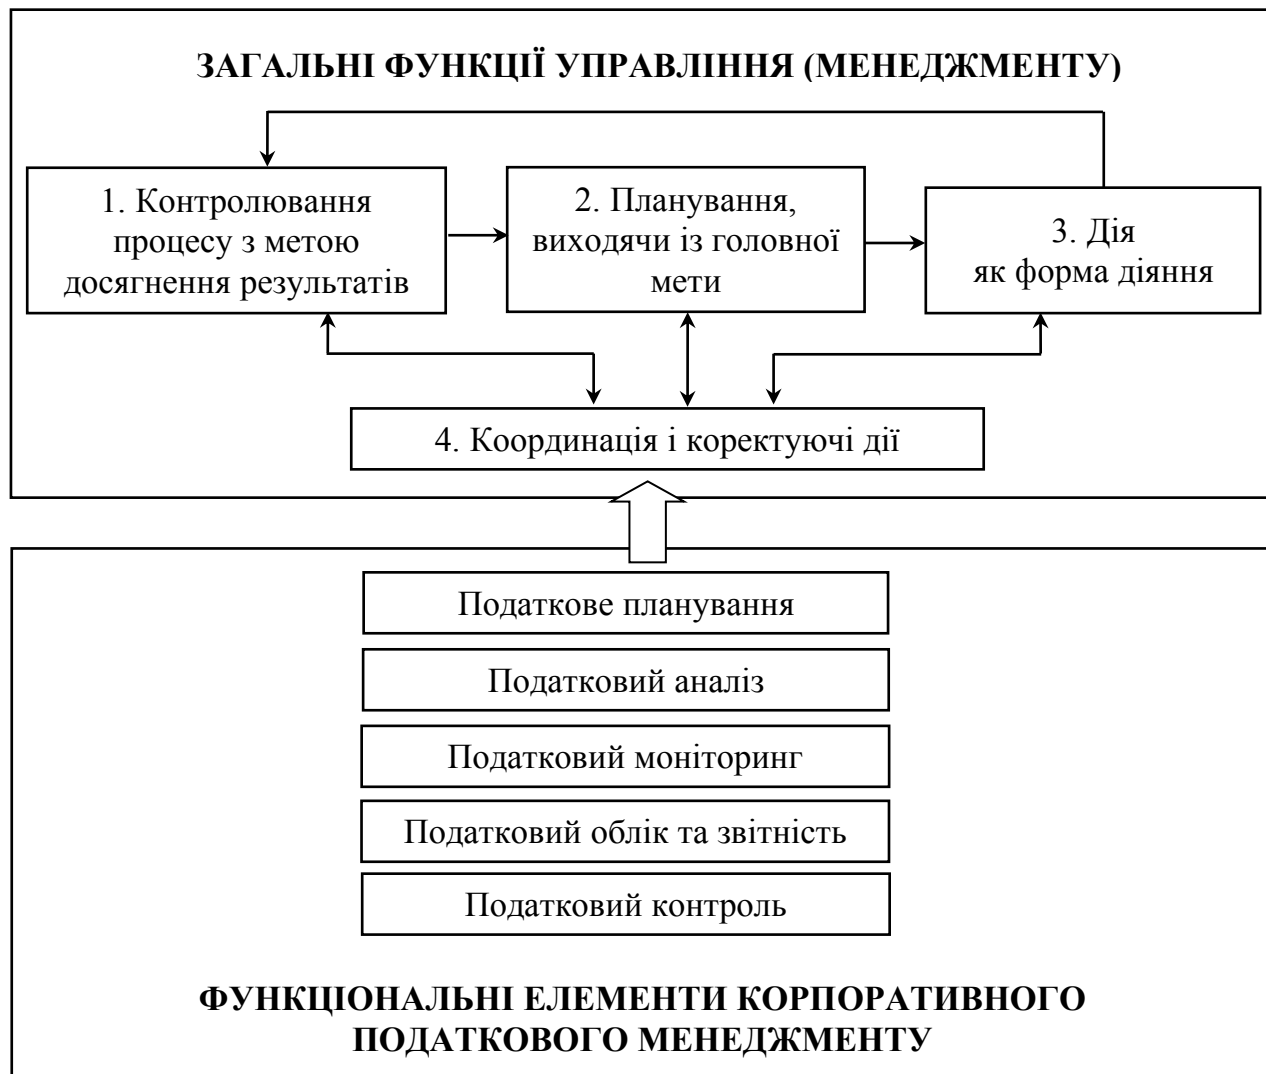 ЗАГАЛЬНІ ФУНКЦІЇ УПРАВЛІННЯ (МЕНЕДЖМЕНТУ)
1. Контролювання
процесу з метою
досягнення результатів
2. Планування,
виходячи із головної
мети
3. Дія
як форма діяння
4. Координація і коректуючі дії
Податкове планування
Податковий аналіз
Податковий моніторинг
Податковий облік та звітність
Податковий контроль
ФУНКЦІОНАЛЬНІ ЕЛЕМЕНТИ КОРПОРАТИВНОГО
ПОДАТКОВОГО МЕНЕДЖМЕНТУ